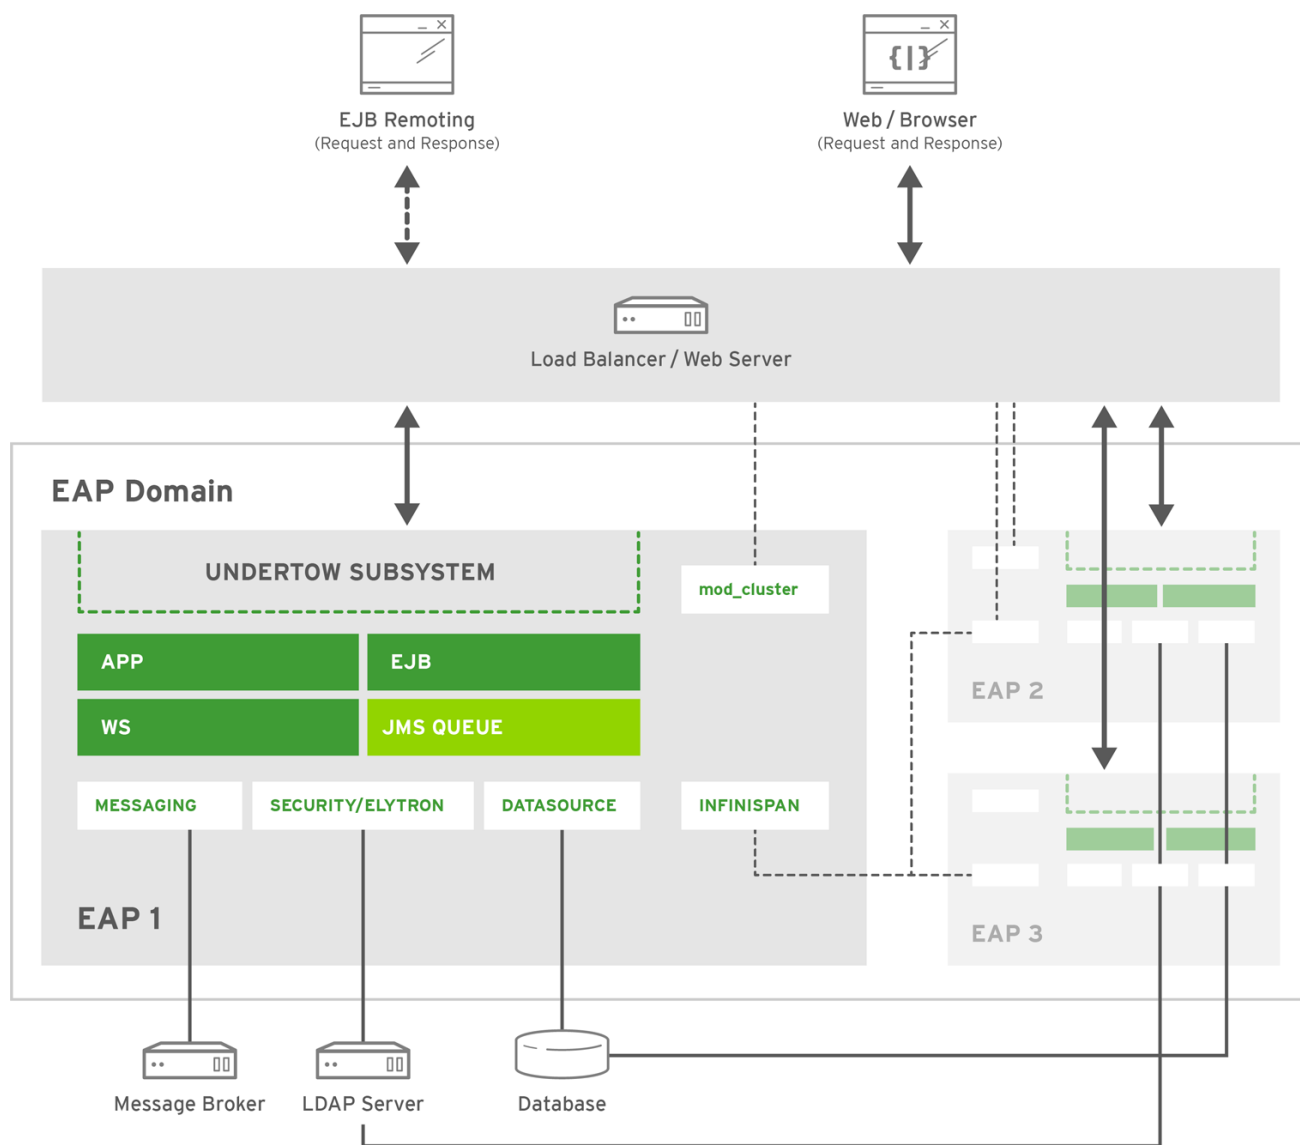 EJB Remoting
(Request and Response)
Web / Browser
(Request and Response)
Load Balancer / Web Server
EAP Domain
UNDERTOW SUBSYSTEM
mod_cluster
APP
EJB
WS
JMS QUEUE
MESSAGING
SECURITY/ELYTRON
DATASOURCE
INFINISPAN
EAP 1
EAP 2
EAP 3
Message Broker
LDAP Server
Database